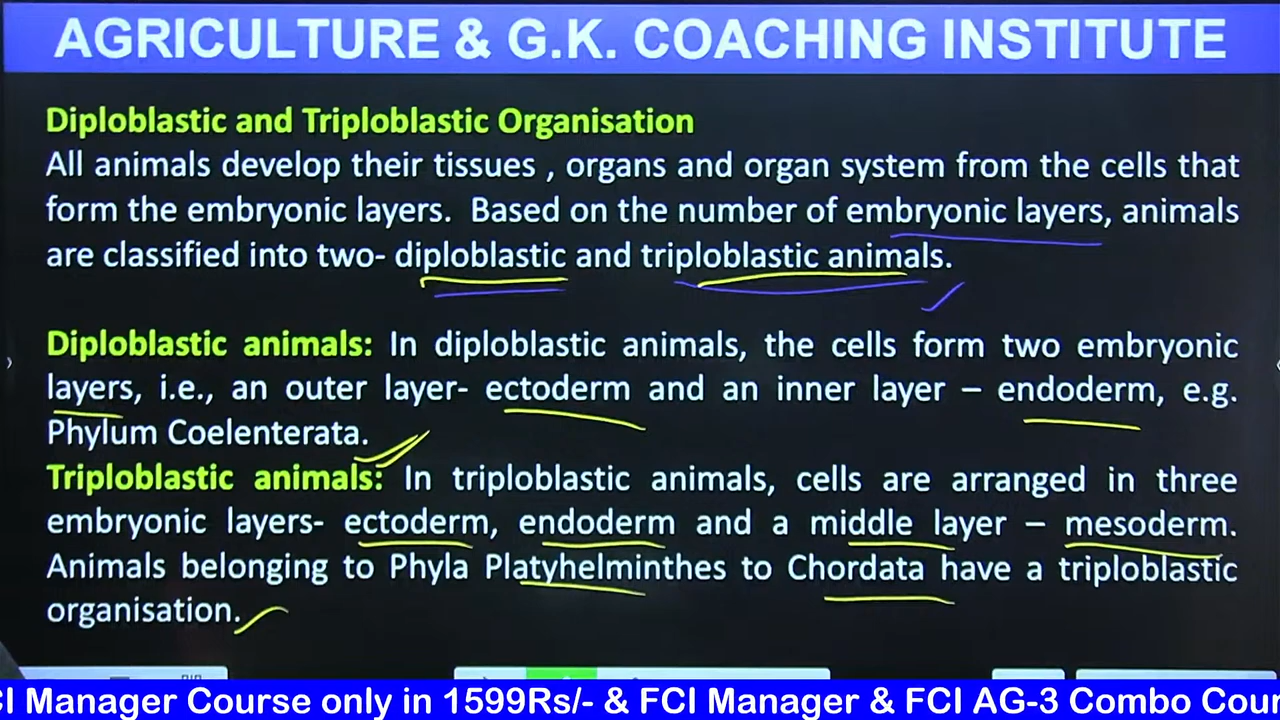 AGRICULTURE & G.K. COACHING INSTITUTE
Diploblastic and Triploblastic Organisation
All animals develop their tissues , organs and organ system from the cells that
form the embryonic layers. Based on the number of embryonic layers, animals
are classified into two- diploblastic and triploblastic animals.
Diploblastic animals: In diploblastic animals, the cells form two embryonic
layers, i.e., an outer layer- ectoderm and an inner layer – endoderm, e.g.
Phylum Coelenterata.
Triploblastic animals: In triploblastic animals, cells are arranged in three
embryonic layers- ectoderm, endoderm and a middle layer – mesoderm.
Animals belonging to Phyla Platyhelminthes to Chordata have a triploblastic
organisation.
CI Manager Course only in 1599Rs/- & FCI Manager & FCI AG-3 Combo Cour